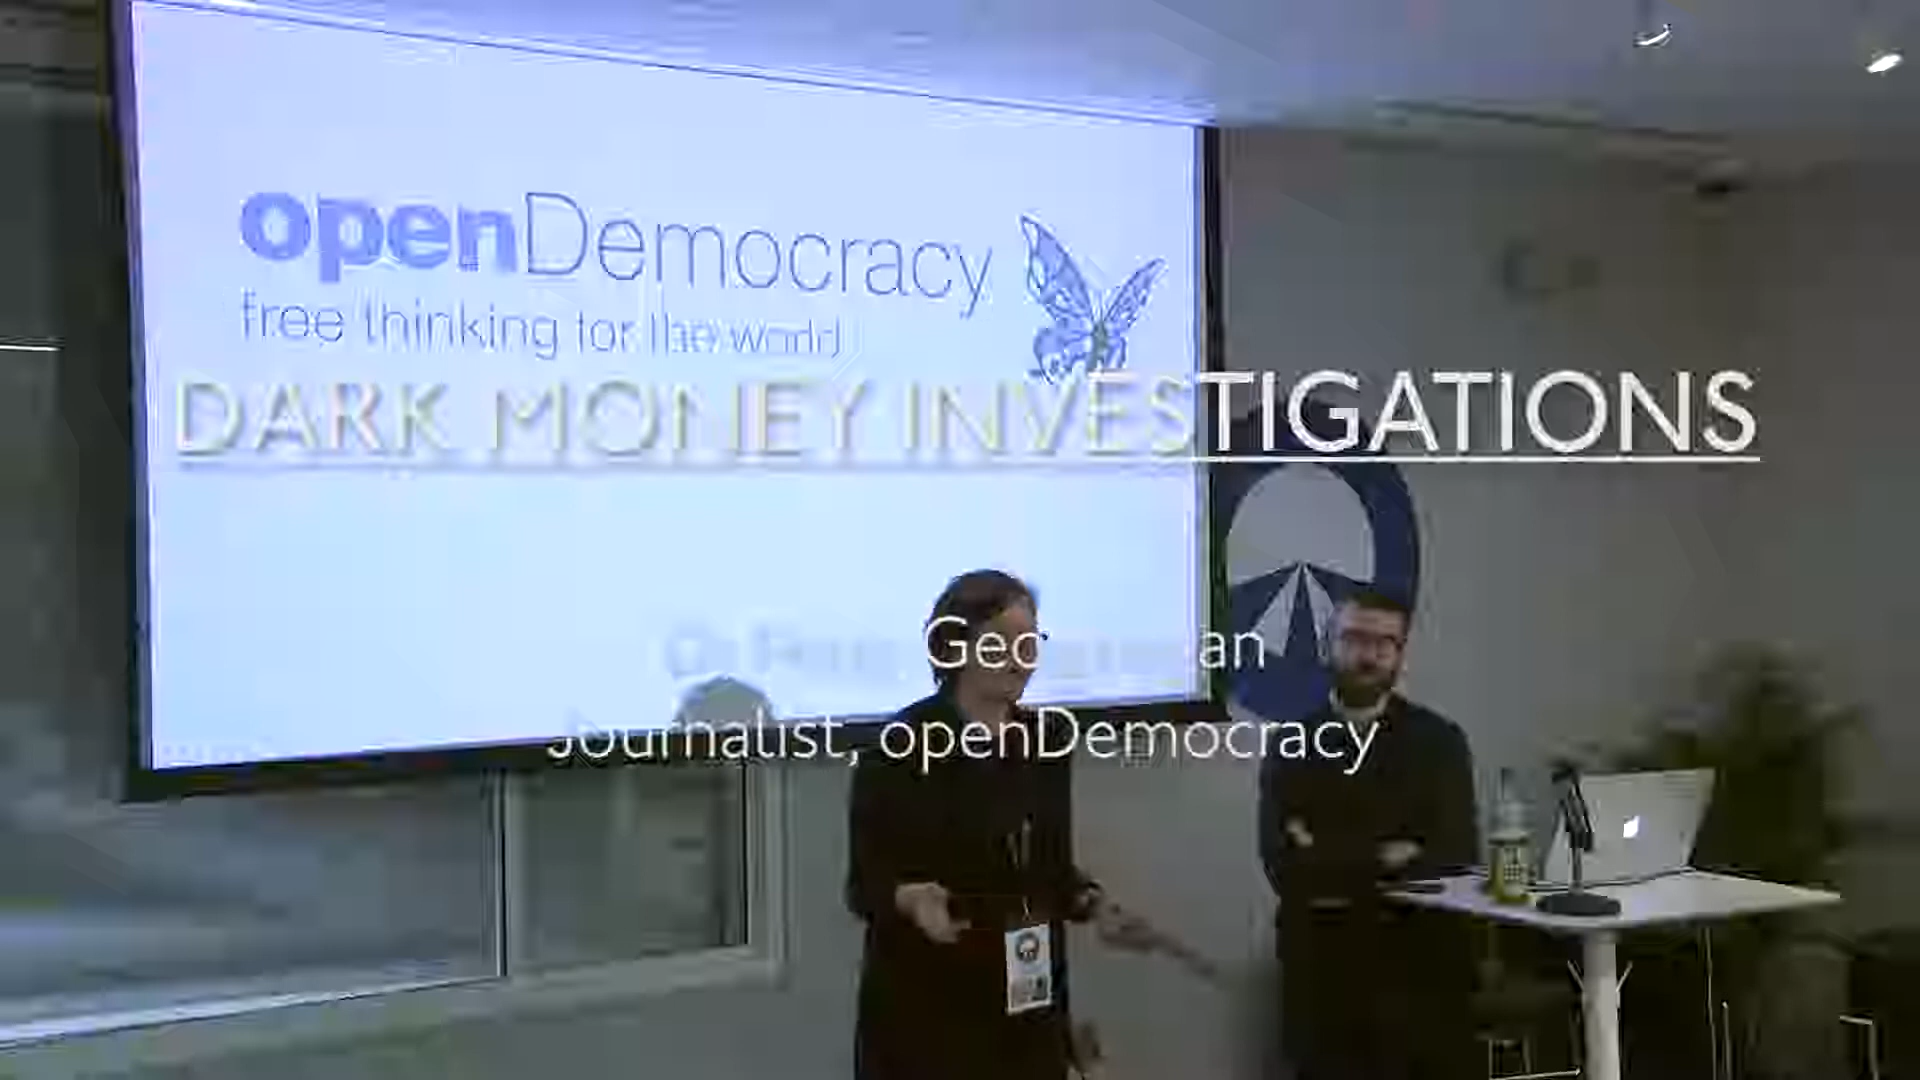 openDemocracy
free thinking for the world
DARK MONEY INVESTIGATIONS
Journalist, openDemocracy